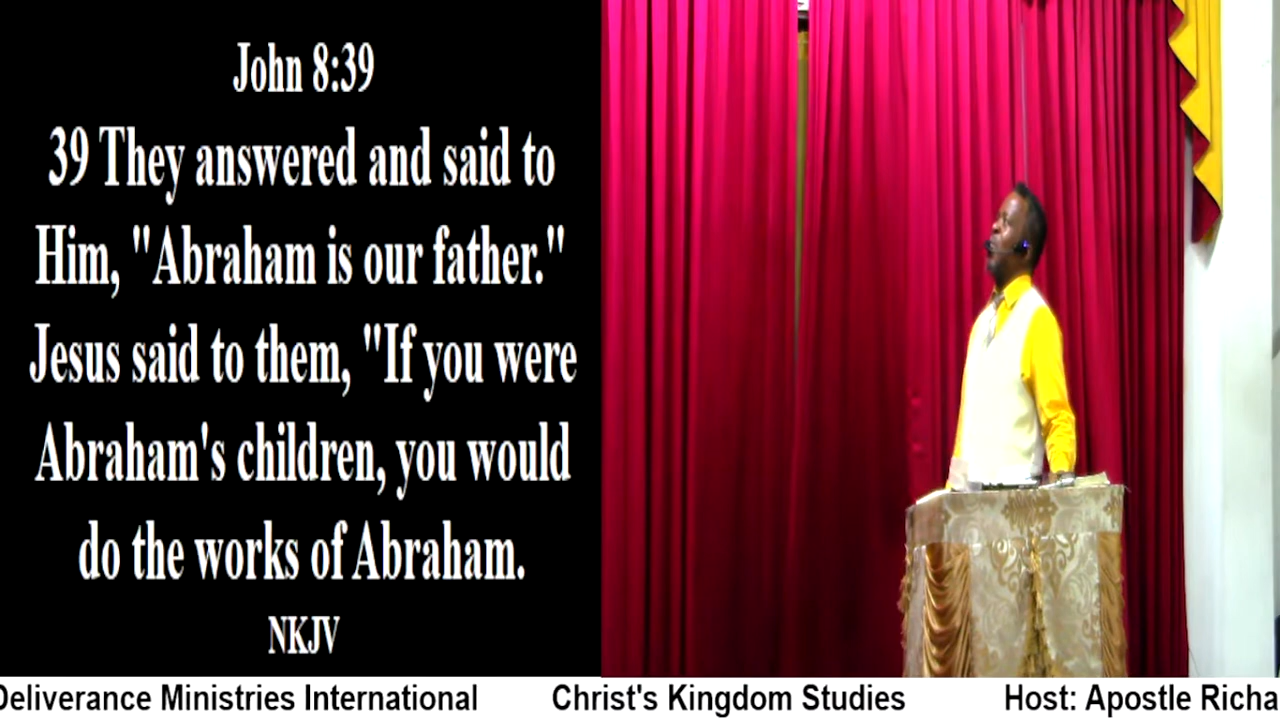 John 8:39
39 They answered and said to
Him, "Abraham is our father."
Jesus said to them, "If you were
Abraham's children, you would
do the works of Abraham.
NKJV
Deliverance Ministries International Christ's Kingdom Studies Host: Apostle Richa